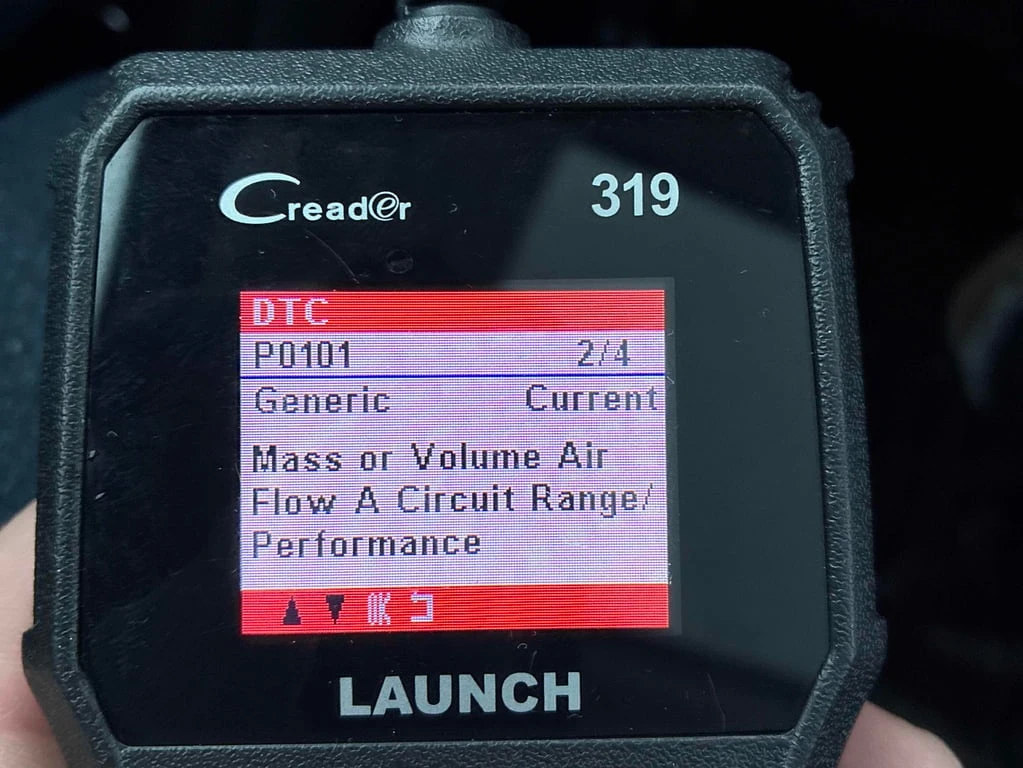 Creader 319
DTC
P0101 2/4
Generic Current
Mass or Volume Air
Flow A Circuit Range/
Performance
OK
LAUNCH